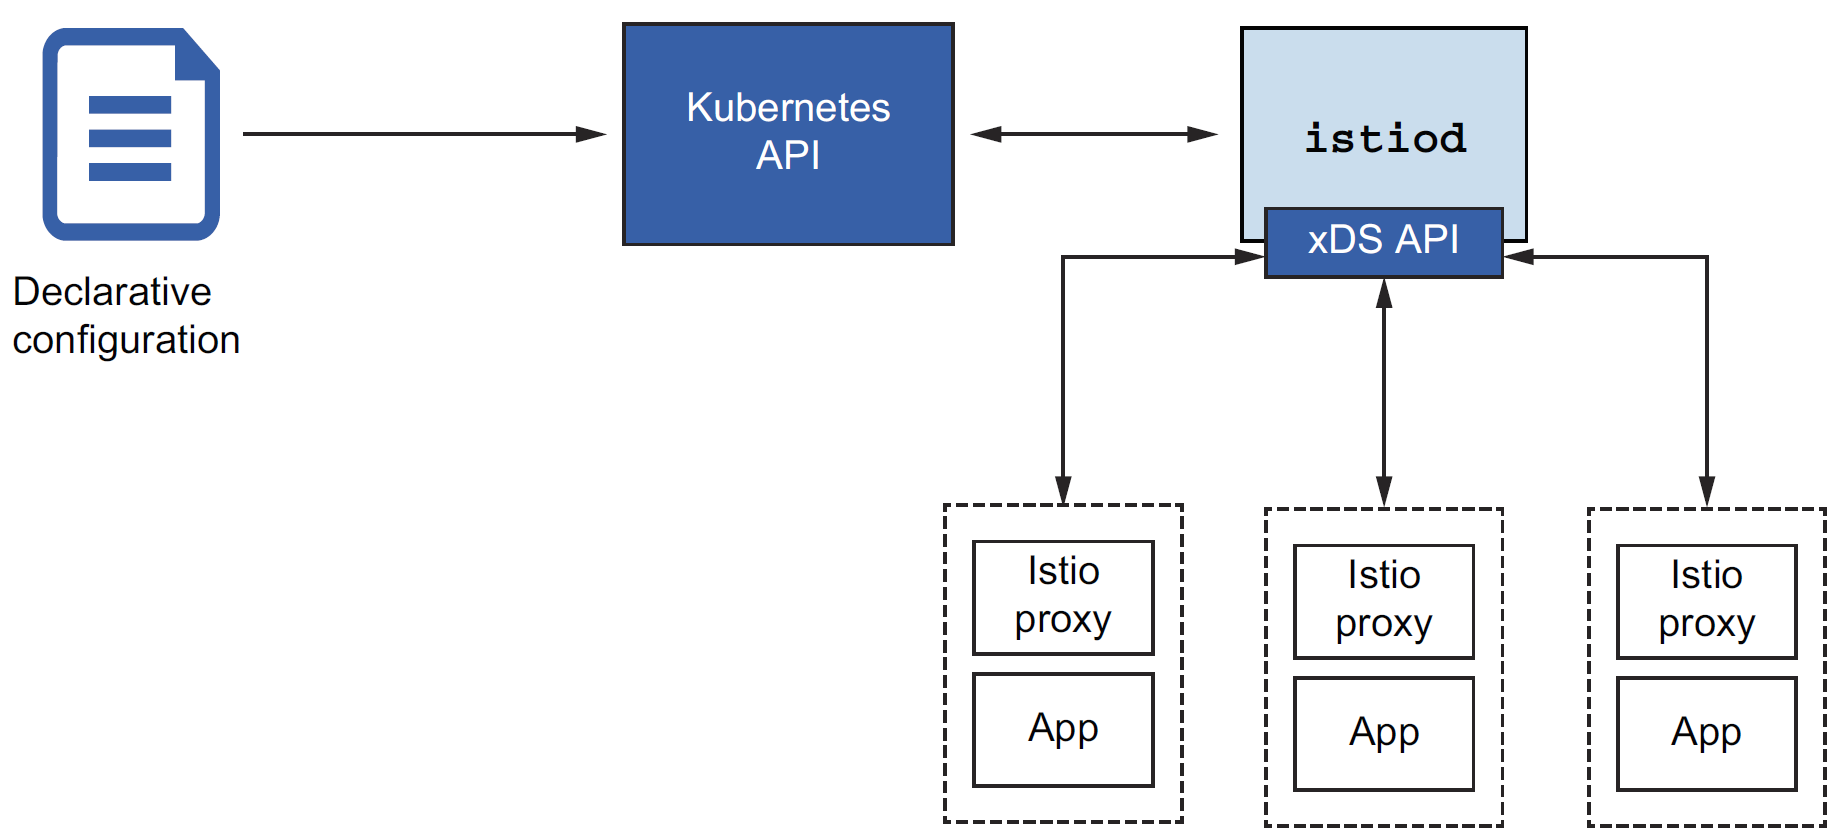 Declarative
configuration
Kubernetes
API
istiod
xDS API
Istio
proxy
App
Istio
proxy
App
Istio
proxy
App